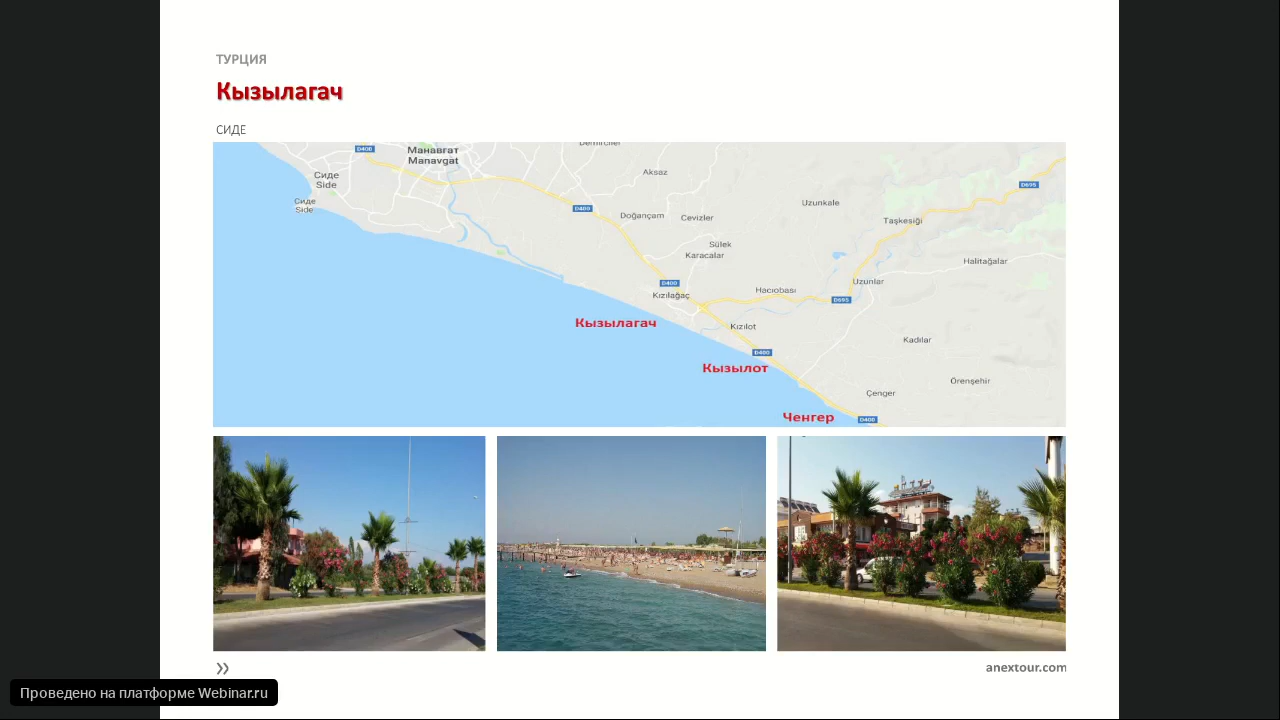 ТУРЦИЯ
Кызылагач
СИДЕ
D400
Манавгат
Manavgat
Demirciler
Сиде
Side
Aksaz
D695
Сиде
Side
D400
Doğançam
Cevizler
Uzunkale
Taşkesiği
Sülek
Karacalar
Halitağalar
D400
Kızılağaç
Hacıobası
Uzunlar
D695
Кызылагач
Kızılot
Kadılar
D400
Кызылот
Çenger
Örenşehir
Ченгер
D400
anextour.com
Проведено на платформе Webinar.ru